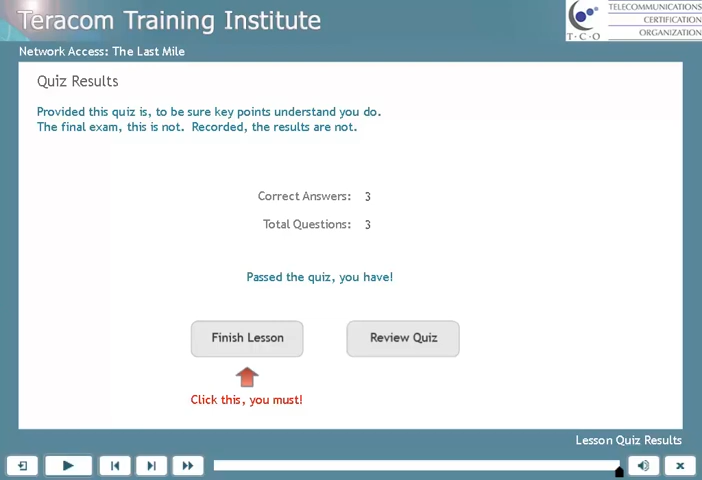 Teracom Training Institute
T·C·O
TELECOMMUNICATIONS
CERTIFICATION
ORGANIZATION
Network Access: The Last Mile
Quiz Results
Provided this quiz is, to be sure key points understand you do.
The final exam, this is not. Recorded, the results are not.
Correct Answers: 3
Total Questions: 3
Passed the quiz, you have!
Finish Lesson
Review Quiz
Click this, you must!
Lesson Quiz Results